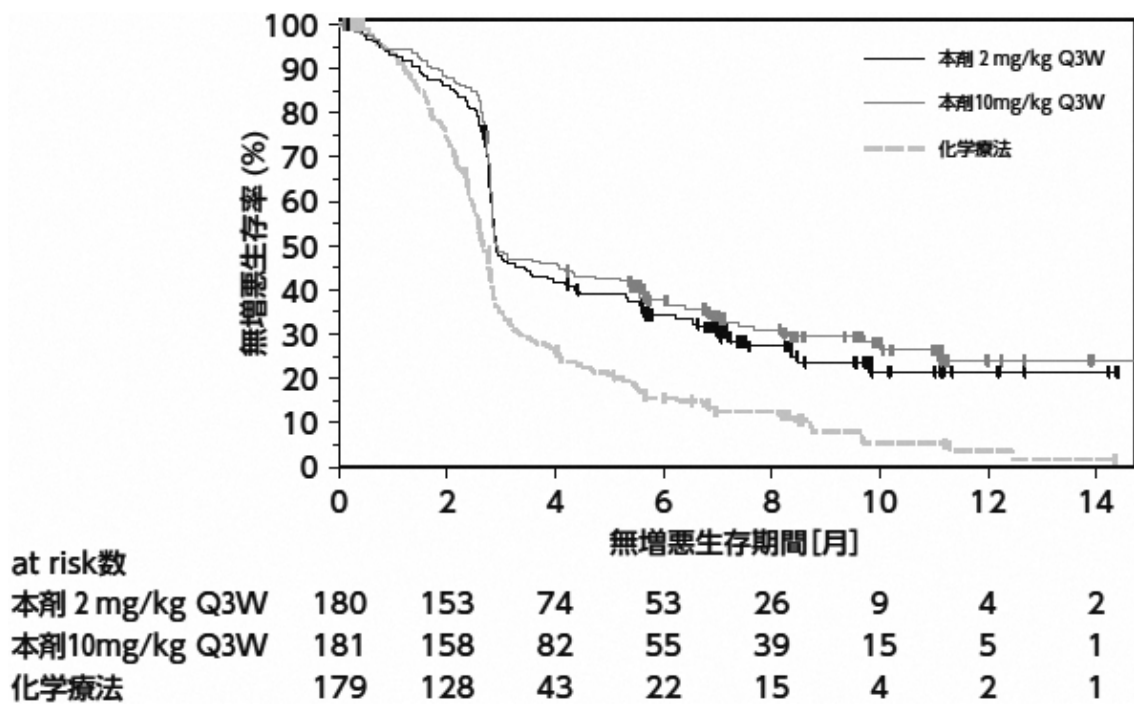 100
90
80
70
60
50
40
30
20
10
0
無増悪生存率 (%)
本剤 2 mg/kg Q3W
本剤10mg/kg Q3W
化学療法
0 2 4 6 8 10 12 14
無増悪生存期間[月]
at risk数
本剤 2 mg/kg Q3W 180 153 74 53 26 9 4 2
本剤10mg/kg Q3W 181 158 82 55 39 15 5 1
化学療法 179 128 43 22 15 4 2 1